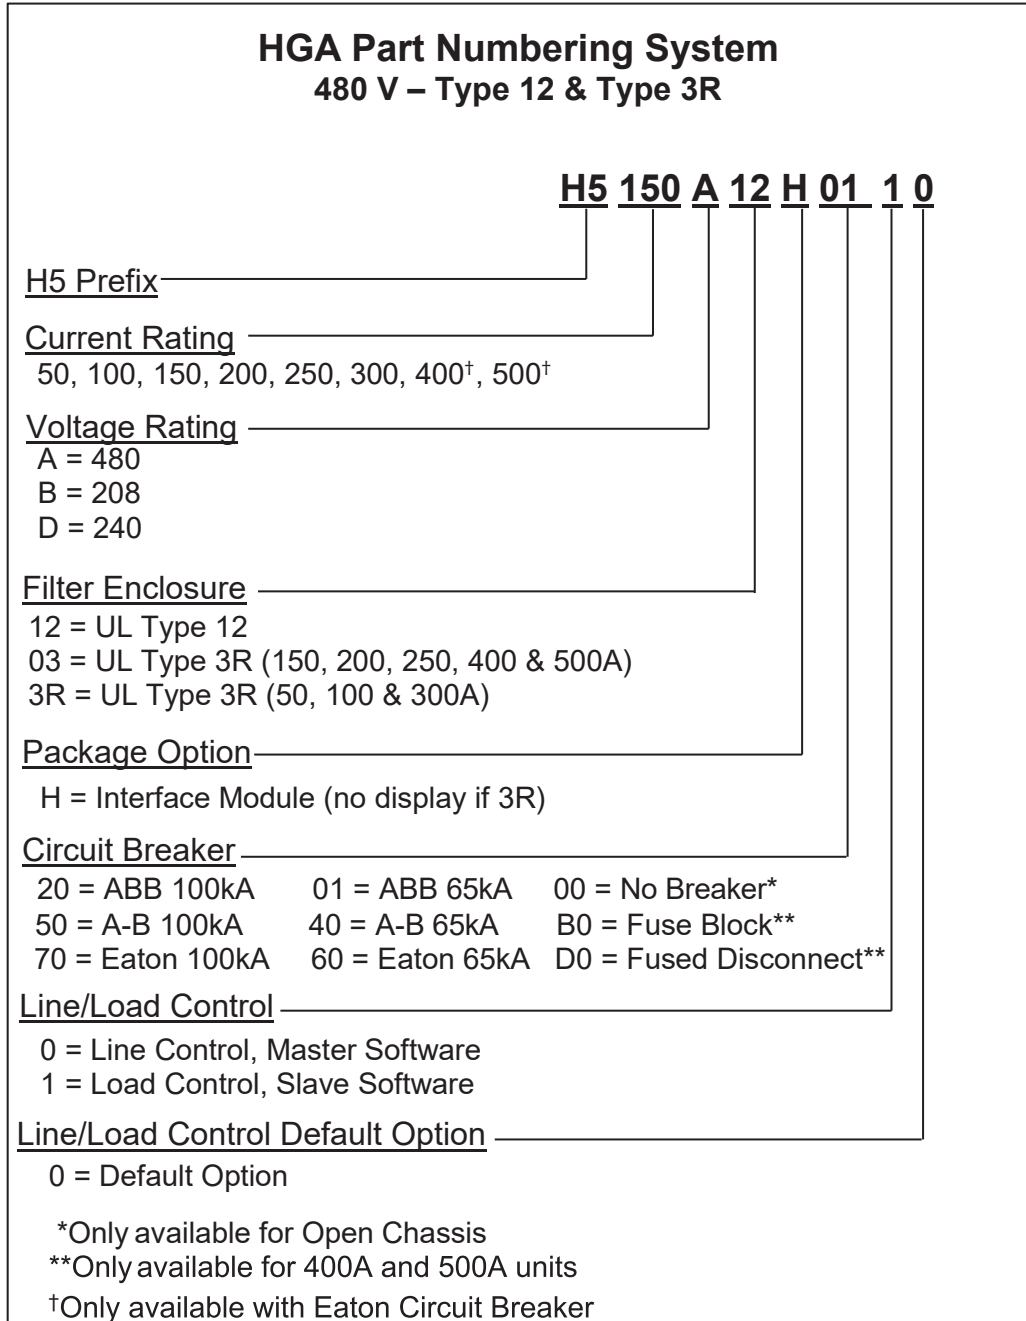 HGA Part Numbering System
480 V – Type 12 & Type 3R
H5 150 A 12 H 01 1 0
H5 Prefix
Current Rating
50, 100, 150, 200, 250, 300, 400†, 500†
Voltage Rating
A = 480
B = 208
D = 240
Filter Enclosure
12 = UL Type 12
03 = UL Type 3R (150, 200, 250, 400 & 500A)
3R = UL Type 3R (50, 100 & 300A)
Package Option
H = Interface Module (no display if 3R)
Circuit Breaker
20 = ABB 100kA 01 = ABB 65kA 00 = No Breaker*
50 = A-B 100kA 40 = A-B 65kA B0 = Fuse Block**
70 = Eaton 100kA 60 = Eaton 65kA D0 = Fused Disconnect**
Line/Load Control
0 = Line Control, Master Software
1 = Load Control, Slave Software
Line/Load Control Default Option
0 = Default Option
*Only available for Open Chassis
**Only available for 400A and 500A units
†Only available with Eaton Circuit Breaker